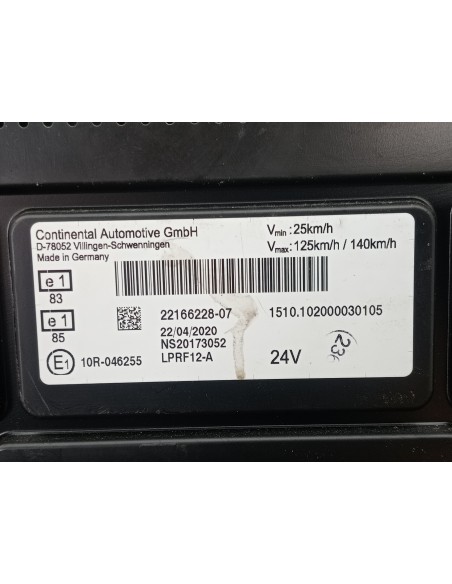 Continental Automotive GmbH
D-78052 Villingen-Schwenningen
Made in Germany
Vmin: 25km/h
Vmax: 125km/h / 140km/h
e 1
83
e 1
85
E1 10R-046255
22166228-07
22/04/2020
NS20173052
LPRF12-A
1510.102000030105
24V